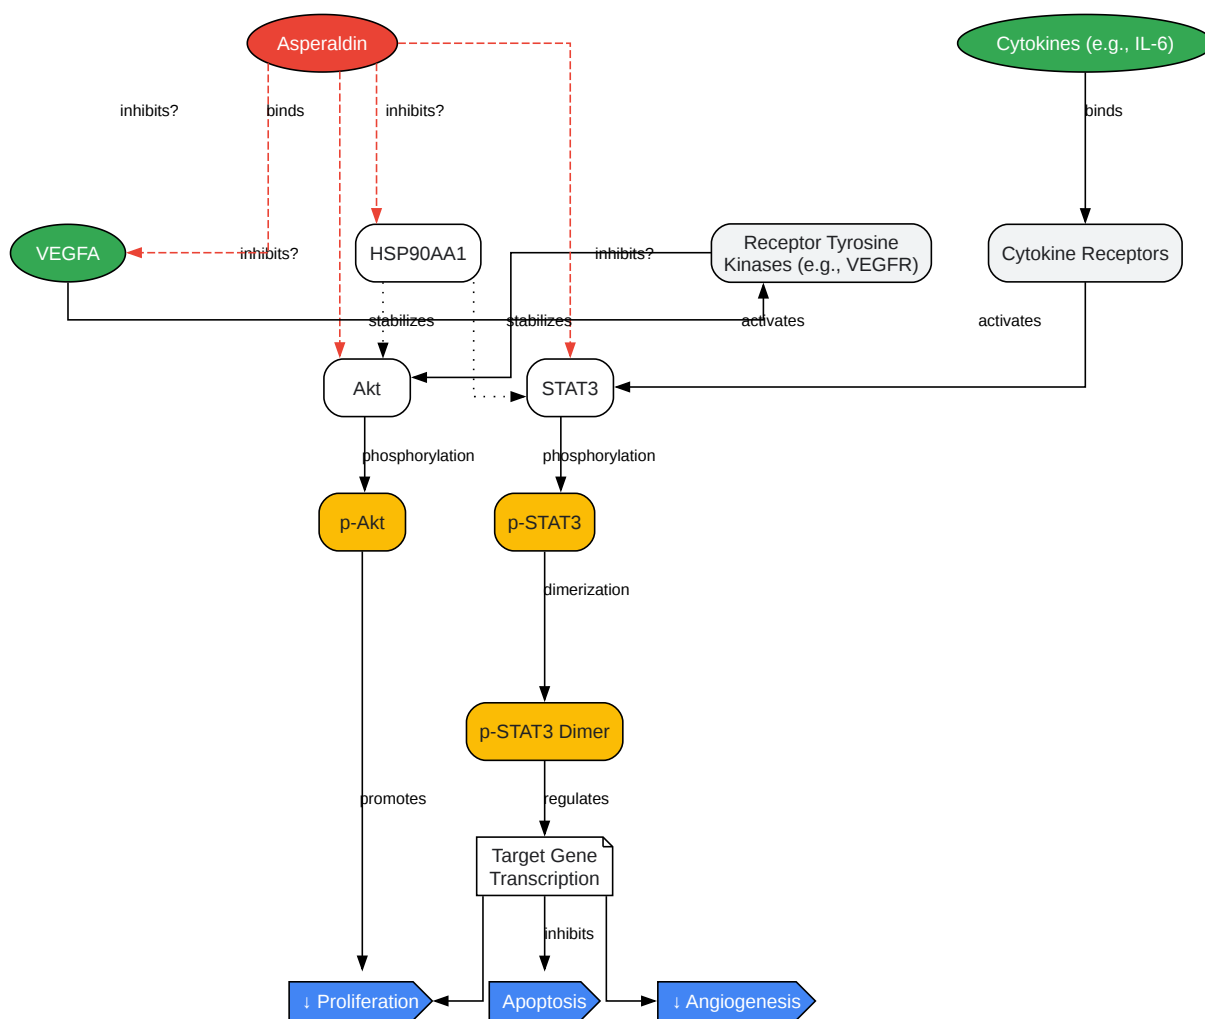 Asperaldin
Cytokines (e.g., IL-6)
inhibits?
binds
inhibits?
binds
VEGFA
inhibits?
HSP90AA1
inhibits?
Receptor Tyrosine
Kinases (e.g., VEGFR)
Cytokine Receptors
stabilizes
stabilizes
activates
activates
Akt
STAT3
phosphorylation
phosphorylation
p-Akt
p-STAT3
dimerization
p-STAT3 Dimer
promotes
regulates
Target Gene
Transcription
inhibits
↓ Proliferation
Apoptosis
↓ Angiogenesis